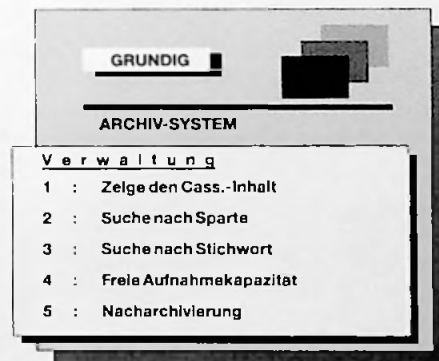 GRUNDIG
ARCHIV-SYSTEM
Verwaltung
1 : Zeige den Cass.-Inhalt
2 : Suche nach Sparte
3 : Suche nach Stichwort
4 : Freie Aufnahmekapazität
5 : Nacharchivierung